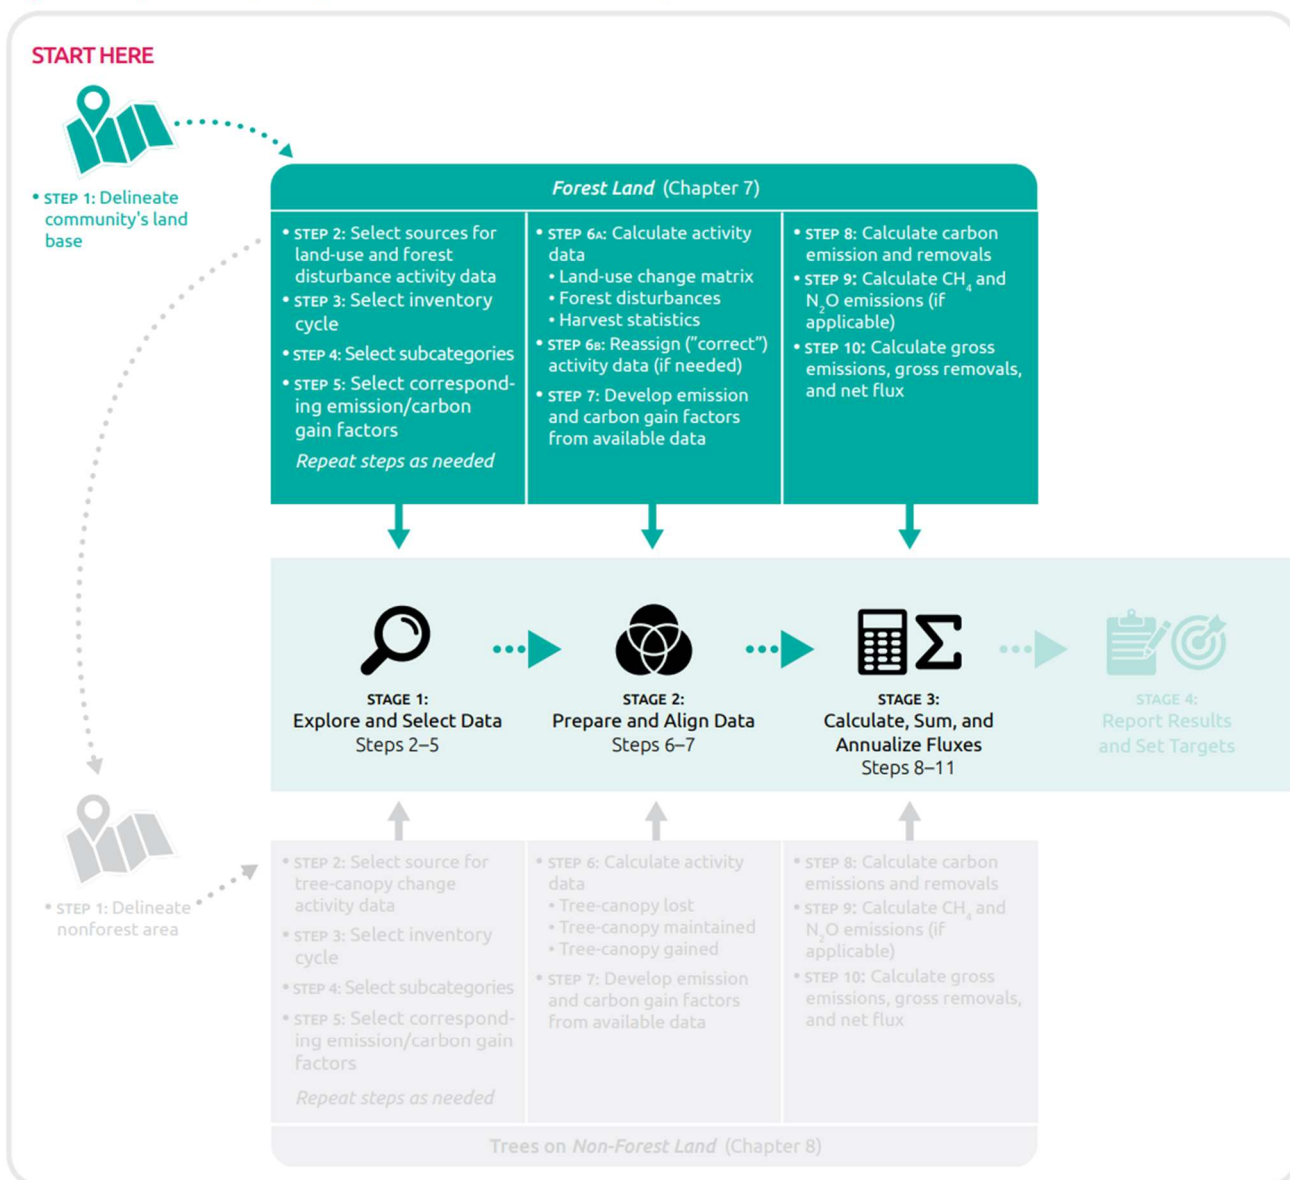 START HERE
• STEP 1: Delineate
community's land
base
Forest Land (Chapter 7)
• STEP 2: Select sources for
land-use and forest
disturbance activity data
• STEP 3: Select inventory
cycle
• STEP 4: Select subcategories
• STEP 5: Select correspond-
ing emission/carbon
gain factors
Repeat steps as needed
• STEP 6A: Calculate activity
data
• Land-use change matrix
• Forest disturbances
• Harvest statistics
• STEP 6B: Reassign ("correct")
activity data (if needed)
• STEP 7: Develop emission
and carbon gain factors
from available data
• STEP 8: Calculate carbon
emission and removals
• STEP 9: Calculate CH4 and
N2O emissions (if
applicable)
• STEP 10: Calculate gross
emissions, gross removals,
and net flux
STAGE 1:
Explore and Select Data
Steps 2–5
STAGE 2:
Prepare and Align Data
Steps 6–7
STAGE 3:
Calculate, Sum, and
Annualize Fluxes
Steps 8–11
STAGE 4:
Report Results
and Set Targets
• STEP 1: Delineate
nonforest area
• STEP 2: Select source for
tree-canopy change
activity data
• STEP 3: Select inventory
cycle
• STEP 4: Select subcategories
• STEP 5: Select correspond-
ing emission/carbon gain
factors
Repeat steps as needed
• STEP 6: Calculate activity
data
• Tree-canopy lost
• Tree-canopy maintained
• Tree-canopy gained
• STEP 7: Develop emission
and carbon gain factors
from available data
• STEP 8: Calculate carbon
emissions and removals
• STEP 9: Calculate CH4 and
N2O emissions (if
applicable)
• STEP 10: Calculate gross
emissions, gross removals,
and net flux
Trees on Non-Forest Land (Chapter 8)